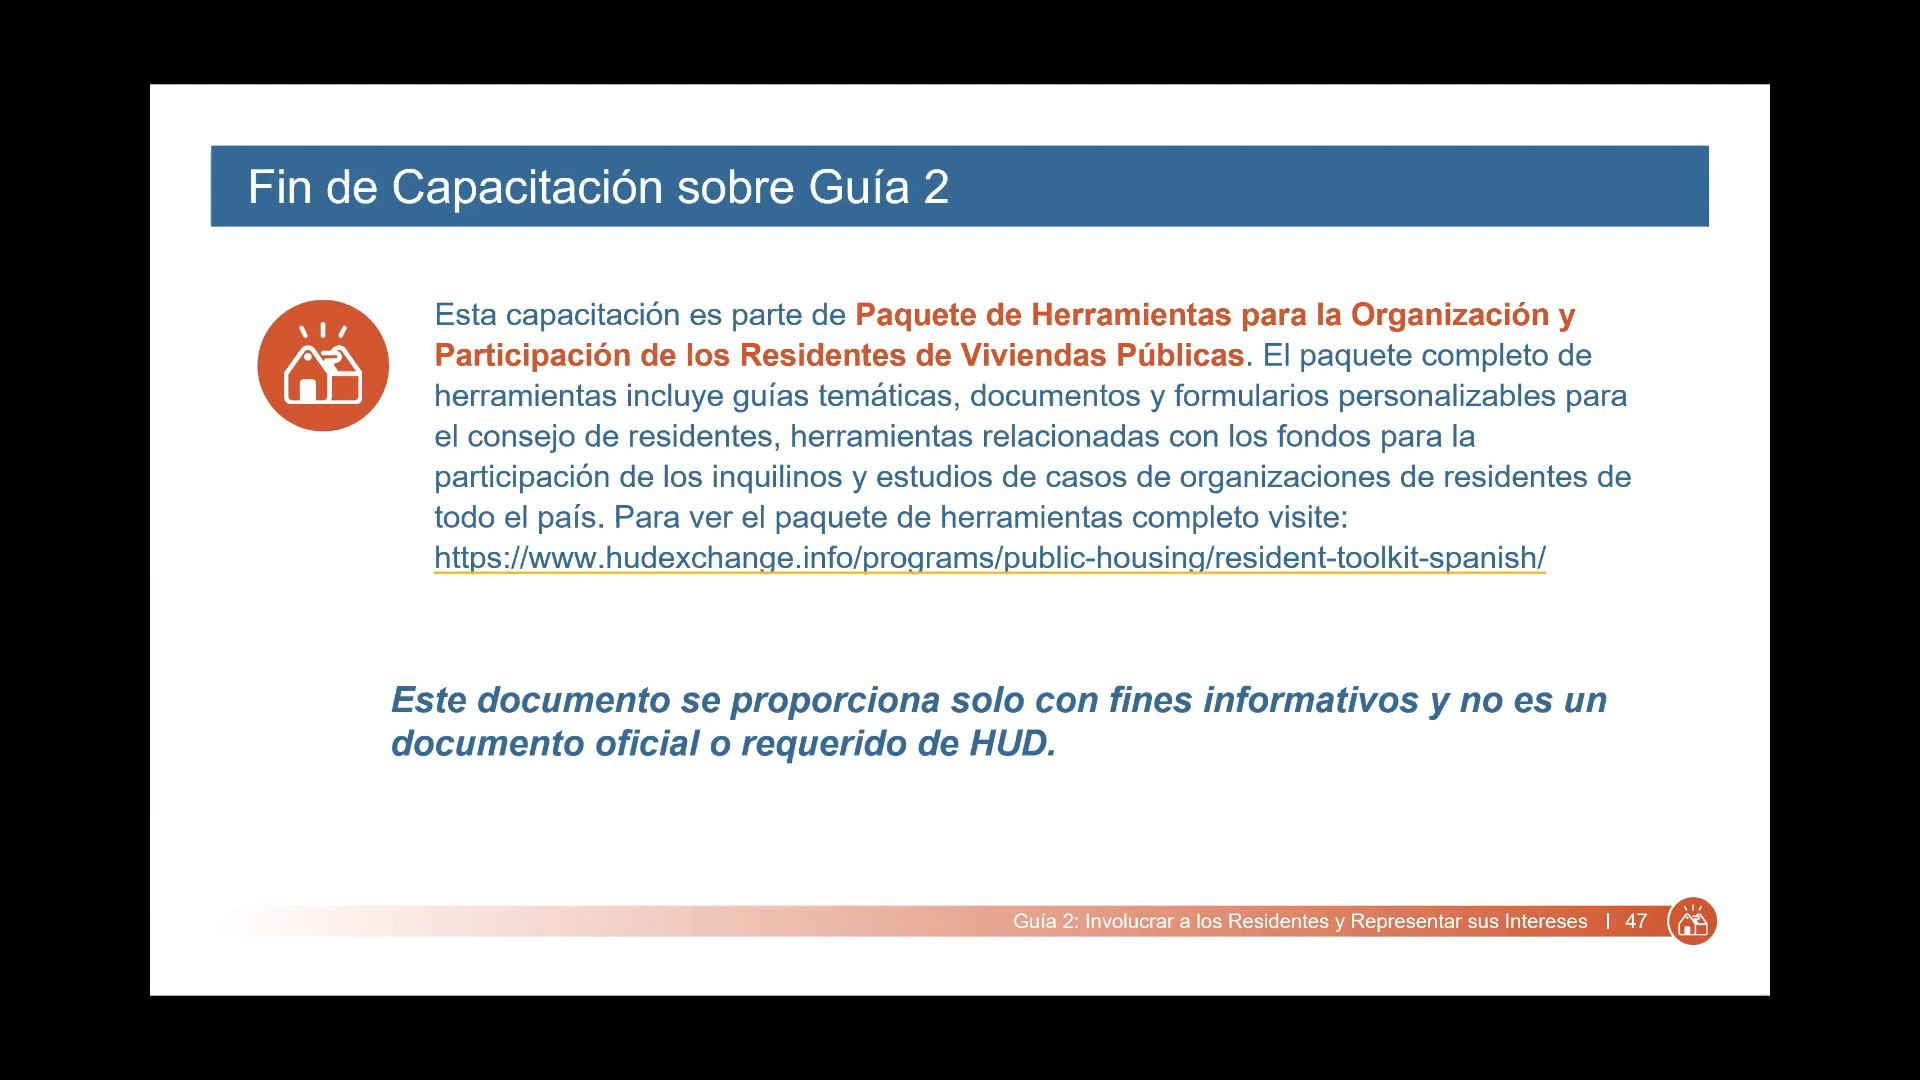 Fin de Capacitación sobre Guía 2
Esta capacitación es parte de Paquete de Herramientas para la Organización y
Participación de los Residentes de Viviendas Públicas. El paquete completo de
herramientas incluye guías temáticas, documentos y formularios personalizables para
el consejo de residentes, herramientas relacionadas con los fondos para la
participación de los inquilinos y estudios de casos de organizaciones de residentes de
todo el país. Para ver el paquete de herramientas completo visite:
https://www.hudexchange.info/programs/public-housing/resident-toolkit-spanish/
Este documento se proporciona solo con fines informativos y no es un
documento oficial o requerido de HUD.
Guía 2: Involucrar a los Residentes y Representar sus Intereses | 47